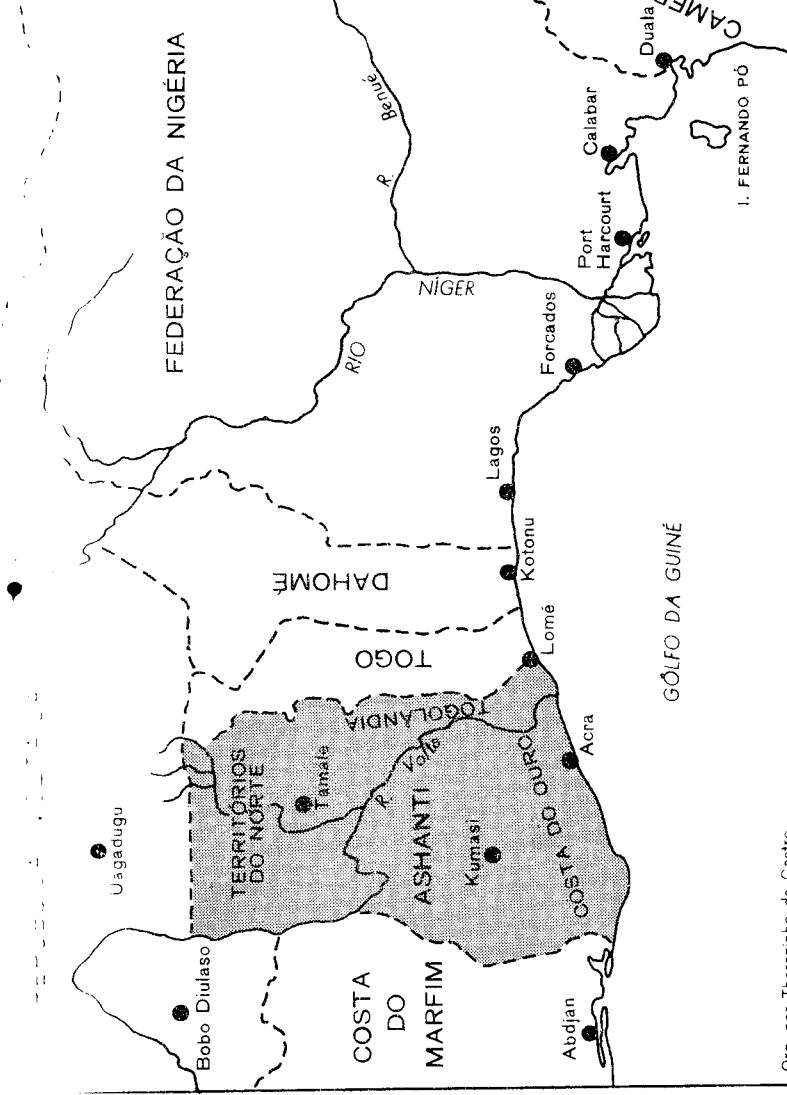 FEDERAÇÃO DA NIGÉRIA
Uagadugu
Bobo Diulaso
TERRITÓRIOS
DO NORTE
Tamale
TOGOLÂNDIA
TOGO
DAHOMÉ
RIO
NÍGER
R. Benué
COSTA
DO
MARFIM
ASHANTI
R. Volta
Kumasi
COSTA DO OURO
Abdjan
Acra
Lomé
Kotonu
Lagos
Forcados
Port
Harcourt
Calabar
Duala
I. FERNANDO PÓ
GÔLFO DA GUINÉ